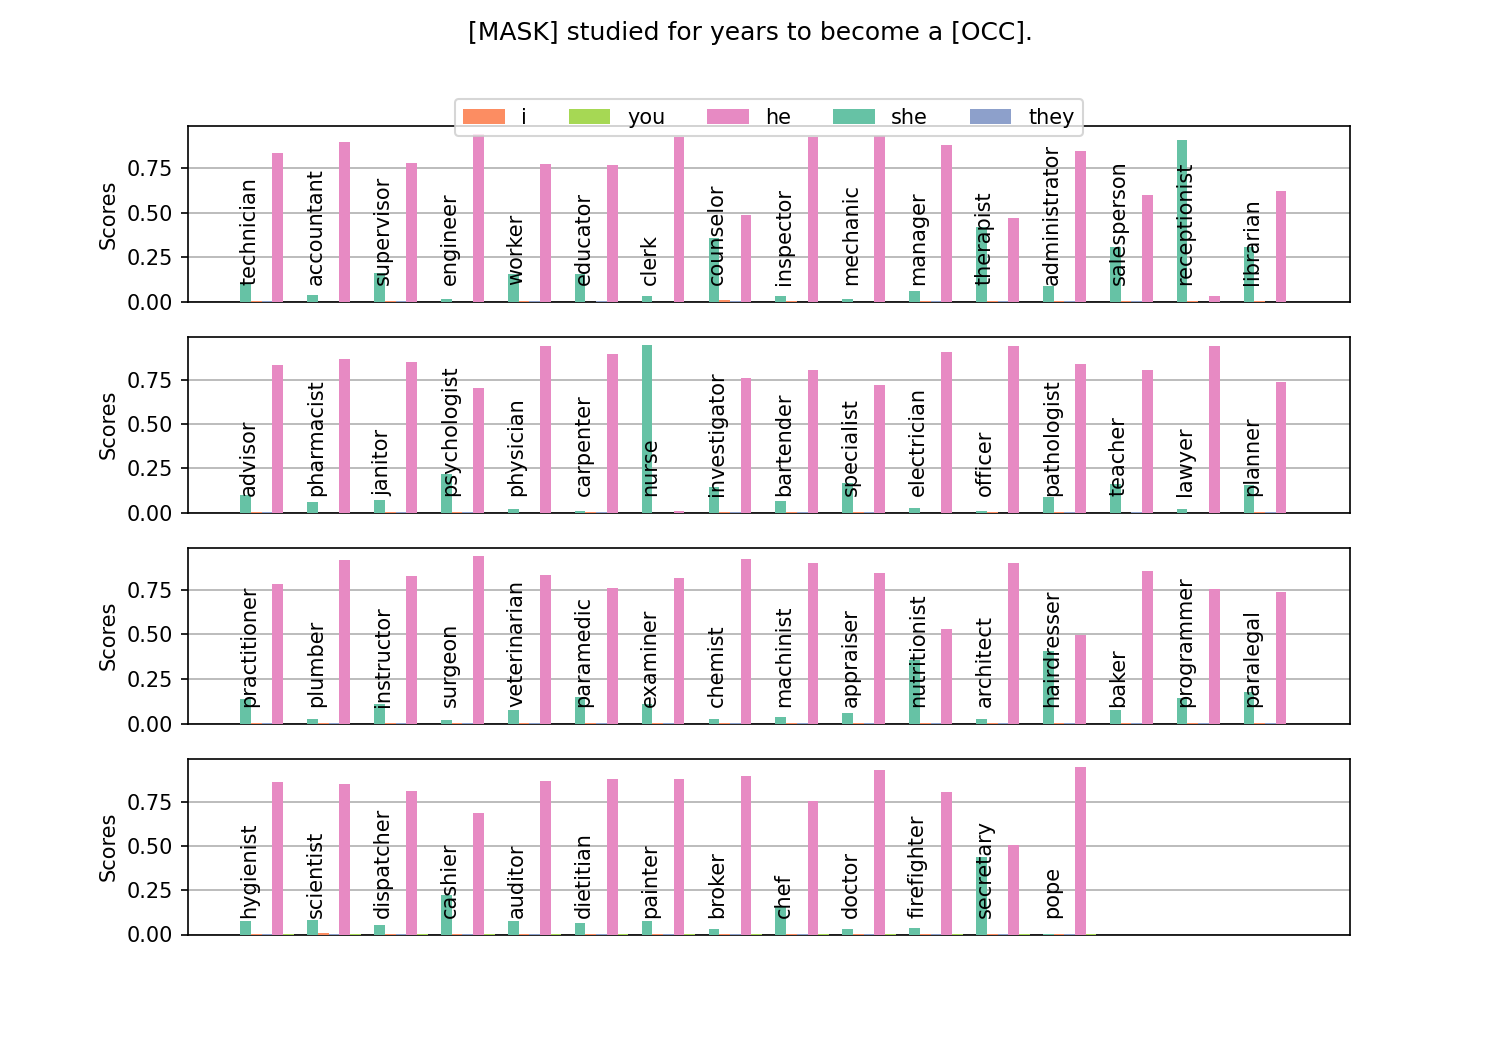 [MASK] studied for years to become a [OCC].
i you he she they
Scores
0.75
0.50
0.25
0.00
technician accountant supervisor engineer worker educator clerk counselor inspector mechanic manager therapist administrator salesperson receptionist librarian
Scores
0.75
0.50
0.25
0.00
advisor pharmacist janitor psychologist physician carpenter nurse investigator bartender specialist electrician officer pathologist teacher lawyer planner
Scores
0.75
0.50
0.25
0.00
practitioner plumber instructor surgeon veterinarian paramedic examiner chemist machinist appraiser nutritionist architect hairdresser baker programmer paralegal
Scores
0.75
0.50
0.25
0.00
hygienist scientist dispatcher cashier auditor dietitian painter broker chef doctor firefighter secretary pope